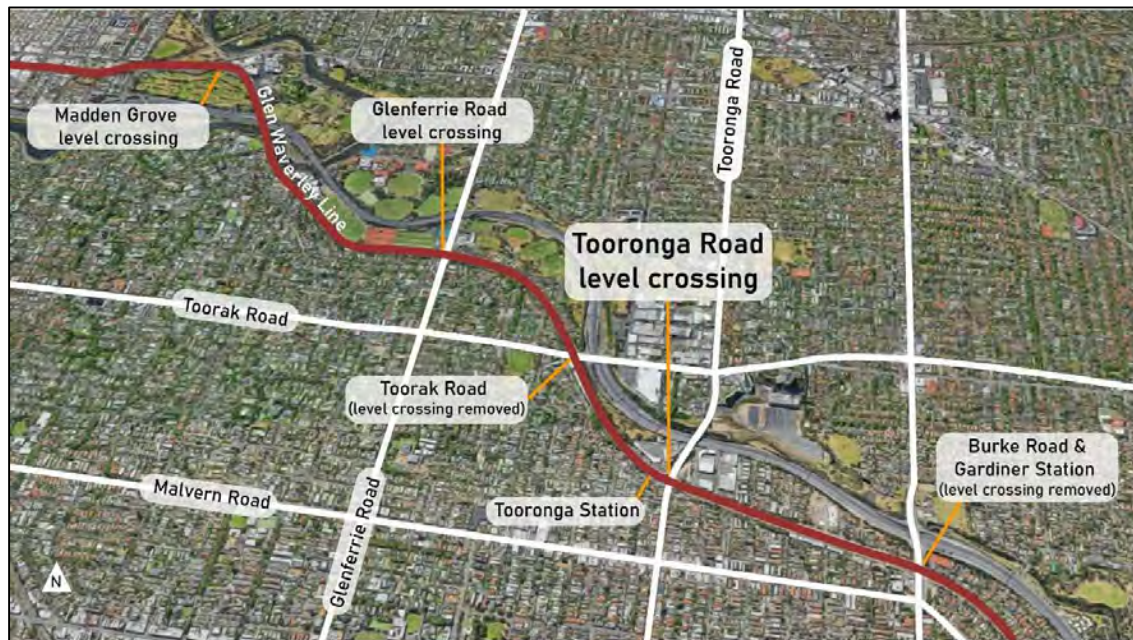 Madden Grove
level crossing
Glen Waverley Line
Glenferrie Road
level crossing
Tooronga Road
Tooronga Road
level crossing
Toorak Road
Toorak Road
(level crossing removed)
Burke Road &
Gardiner Station
(level crossing removed)
Malvern Road
Tooronga Station
Glenferrie Road
N